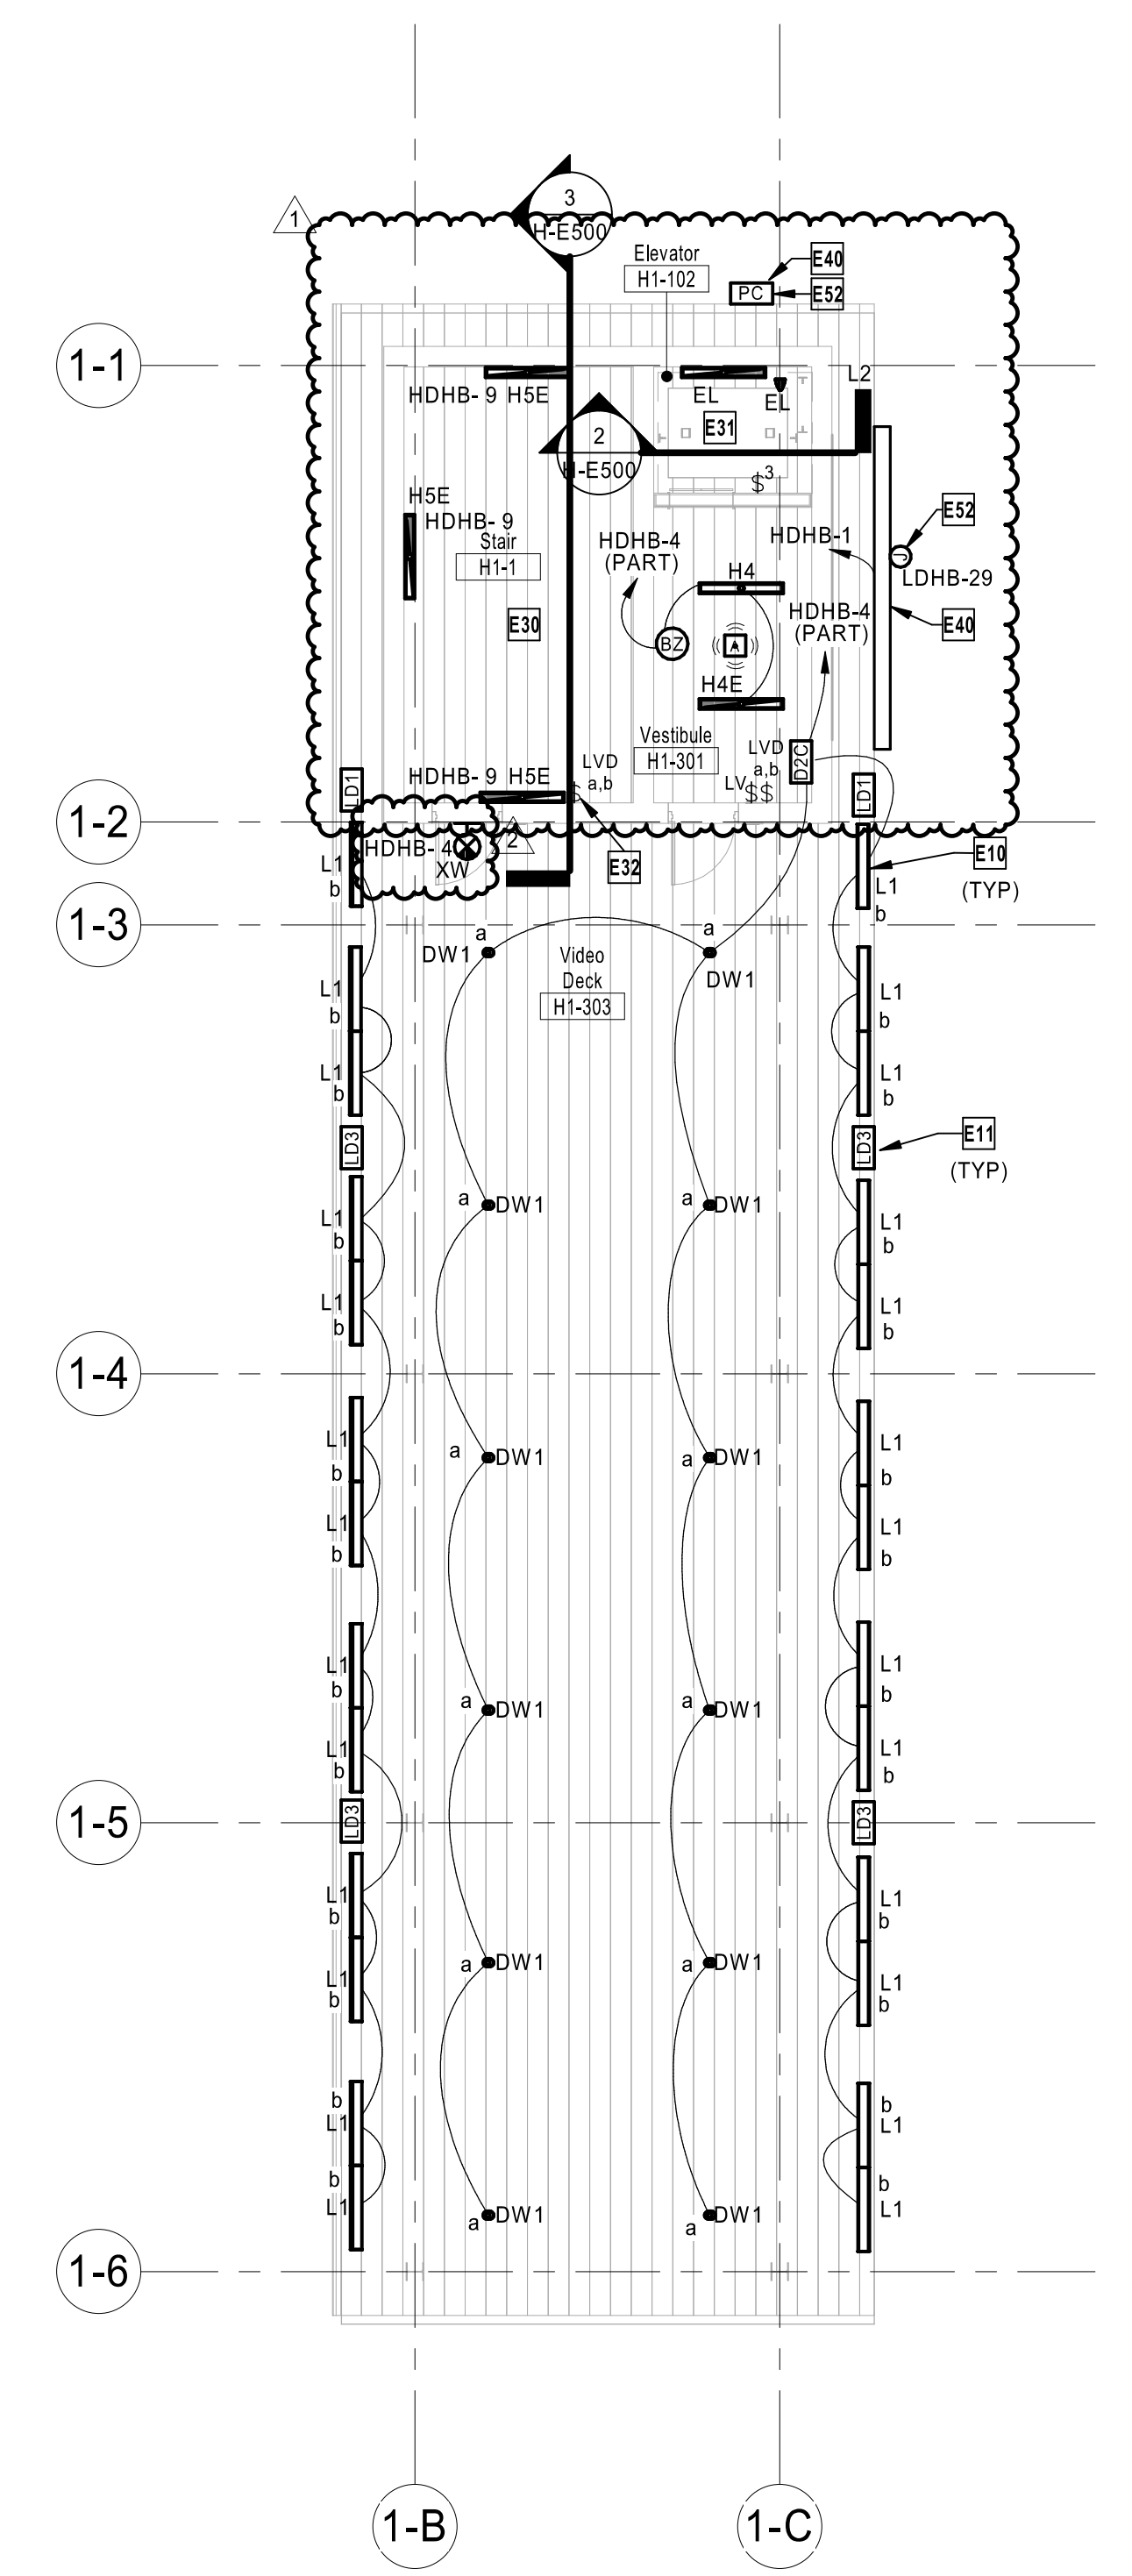 1
3
H-E500
Elevator
H1-102
E40
PC
E52
1-1
HDHB- 9 H5E
EL
EL
L2
E31
2
H-E500
$3
H5E
HDHB- 9
Stair
H1-1
E30
HDHB-4
(PART)
HDHB-1
E52
J
LDHB-29
H4
HDHB-4
(PART)
E40
BZ
A
H4E
Vestibule
H1-301
LVD
a,b
D2C
LV $$
HDHB- 9 H5E
LVD
a,b
$
LD1
LD1
1-2
HDHB- 4
XW
2
E32
L1
b
E10
(TYP)
L1
b
1-3
a
DW1
Video
Deck
H1-303
a
DW1
L1
b
L1
b
L1
b
L1
b
LD3
LD3
E11
(TYP)
a DW1
a DW1
L1
b
L1
b
L1
b
L1
b
1-4
L1
b
L1
b
a DW1
a DW1
L1
b
L1
b
L1
b
L1
b
a DW1
a DW1
L1
b
L1
b
1-5
LD3
LD3
L1
b
L1
b
a DW1
a DW1
L1
b
L1
b
b
L1
b
L1
b
L1
b
L1
a DW1
a DW1
1-6
1-B
1-C